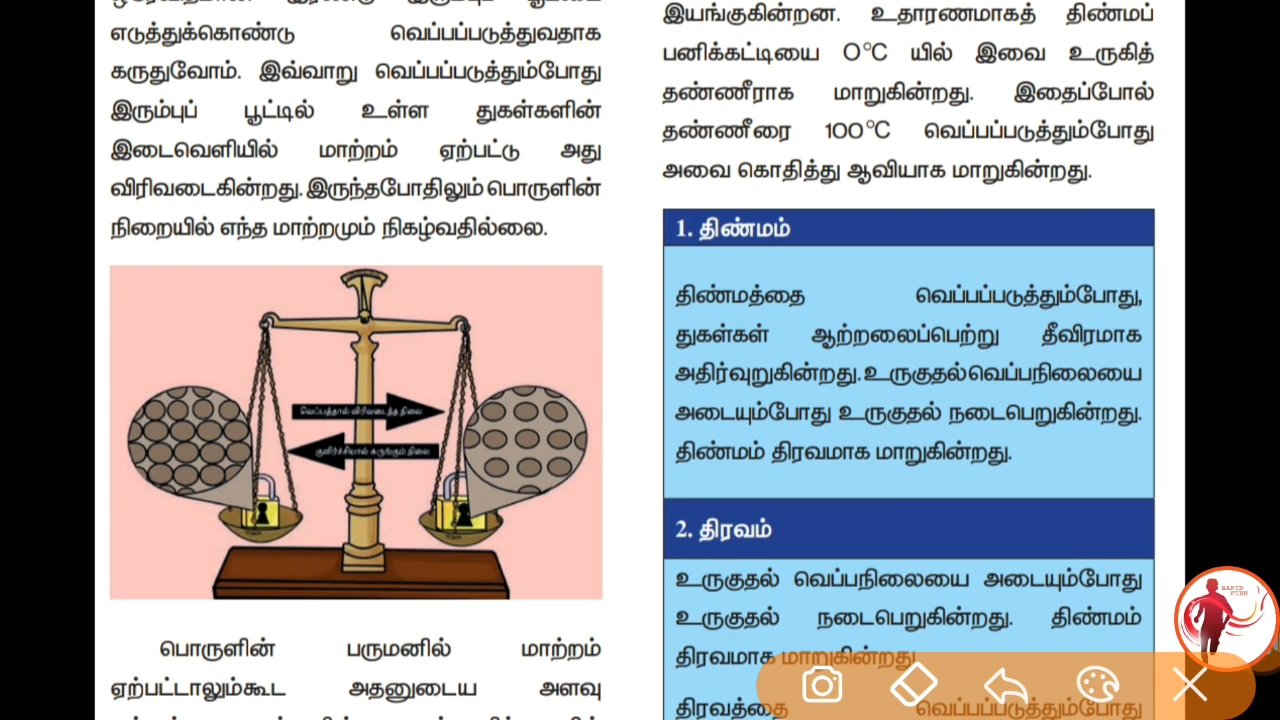 எடுத்துக்கொண்டு வெப்பப்படுத்துவதாக
கருதுவோம். இவ்வாறு வெப்பப்படுத்தும்போது
இரும்புப் பூட்டில் உள்ள துகள்களின்
இடைவெளியில் மாற்றம் ஏற்பட்டு அது
விரிவடைகின்றது. இருந்தபோதிலும் பொருளின்
நிறையில் எந்த மாற்றமும் நிகழ்வதில்லை.
வெப்பத்தால் விரிவடைந்த நிலை
குளிர்ச்சியால் சுருங்கும் நிலை
பொருளின் பருமனில் மாற்றம்
ஏற்பட்டாலும்கூட அதனுடைய அளவு
இயங்குகின்றன. உதாரணமாகத் திண்மப்
பனிக்கட்டியை 0°C யில் இவை உருகித்
தண்ணீராக மாறுகின்றது. இதைப்போல்
தண்ணீரை 100°C வெப்பப்படுத்தும்போது
அவை கொதித்து ஆவியாக மாறுகின்றது.
1. திண்மம்
திண்மத்தை வெப்பப்படுத்தும்போது,
துகள்கள் ஆற்றலைப்பெற்று தீவிரமாக
அதிர்வுறுகின்றது. உருகுதல் வெப்பநிலையை
அடையும்போது உருகுதல் நடைபெறுகின்றது.
திண்மம் திரவமாக மாறுகின்றது.
2. திரவம்
உருகுதல் வெப்பநிலையை அடையும்போது
உருகுதல் நடைபெறுகின்றது. திண்மம்
திரவமாக மாறுகின்றது
திரவத்தை வெப்பப்படுத்தும்போது
RAPID
FIRE